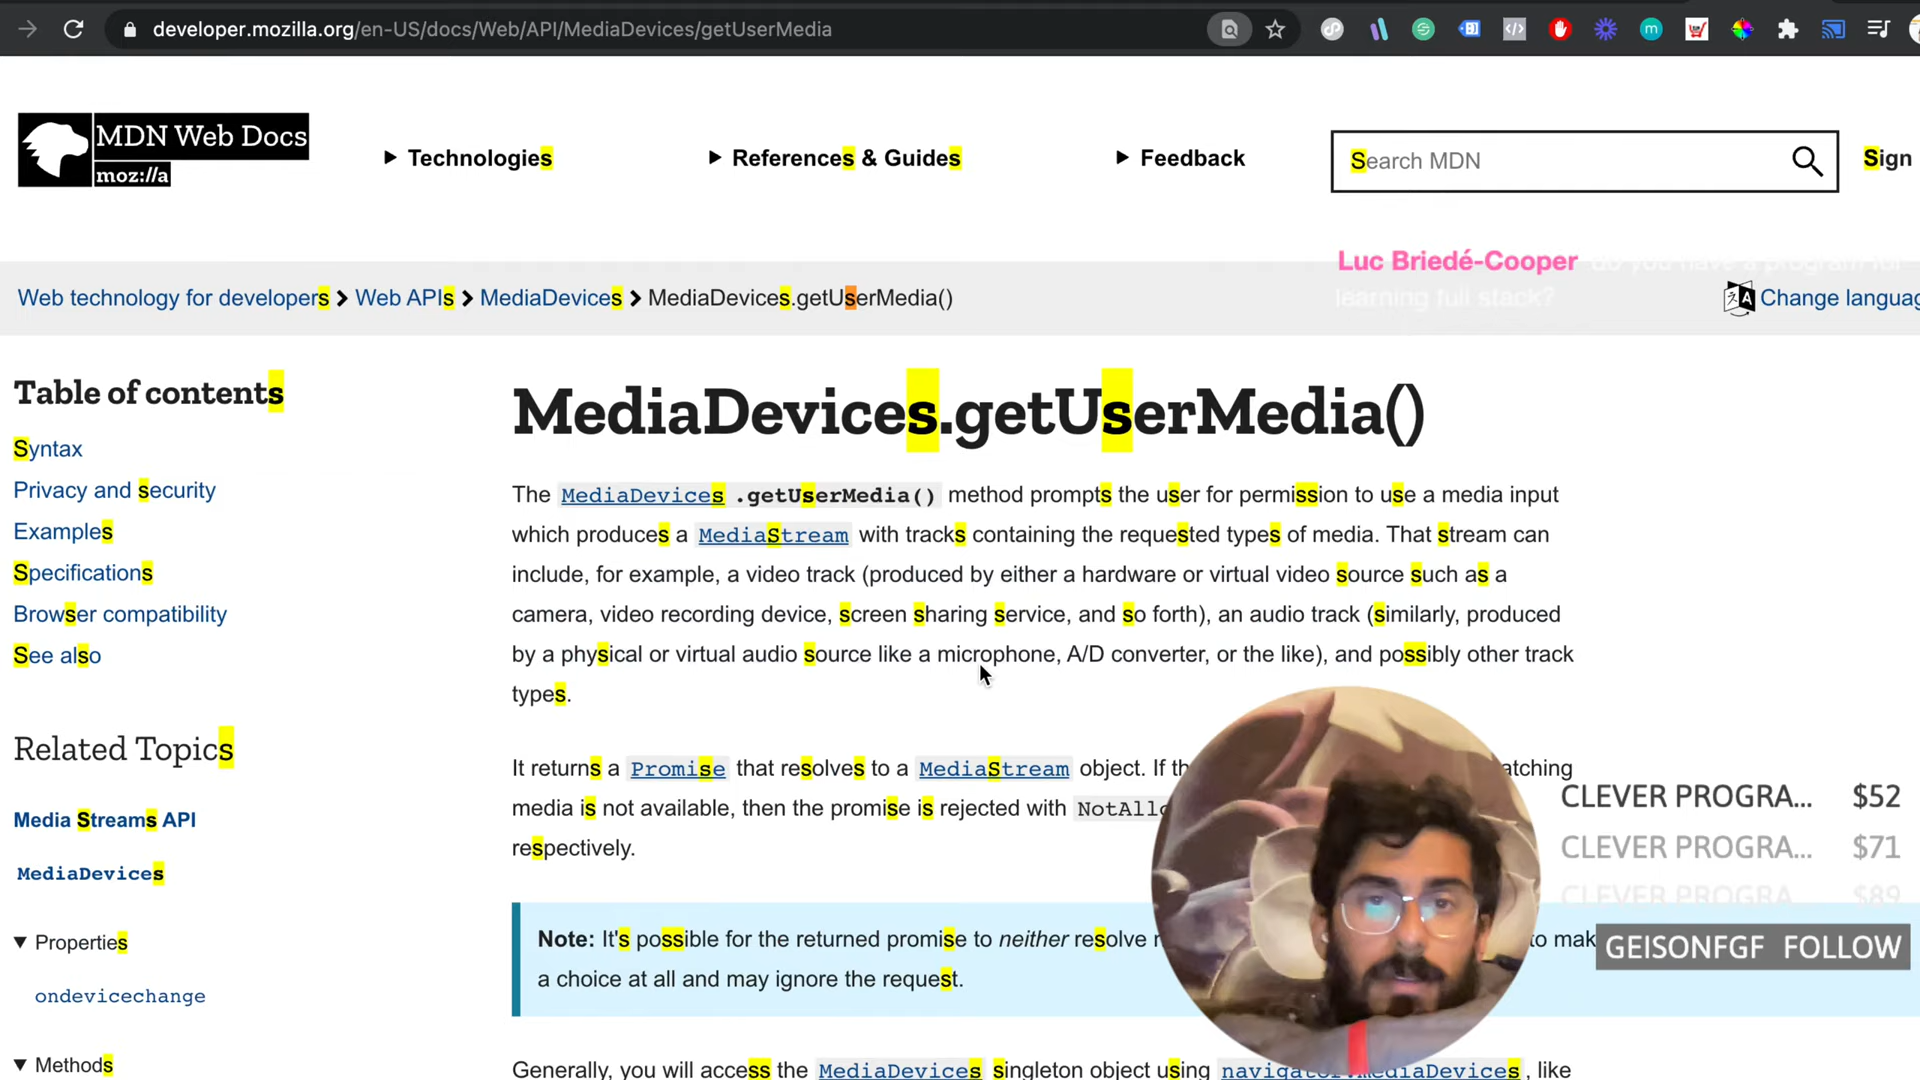 developer.mozilla.org/en-US/docs/Web/API/MediaDevices/getUserMedia
MDN Web Docs
moz://a
Technologies
References & Guides
Feedback
Search MDN
Sign
Luc Briedé-Cooper do you have a program for
learning full stack?
Web technology for developers
Web APIs
MediaDevices
MediaDevices.getUserMedia()
Change languag
Table of contents
Syntax
Privacy and security
Examples
Specifications
Browser compatibility
See also
Related Topics
Media Streams API
MediaDevices
Properties
ondevicechange
Methods
MediaDevices.getUserMedia()
The MediaDevices .getUserMedia() method prompts the user for permission to use a media input
which produces a MediaStream with tracks containing the requested types of media. That stream can
include, for example, a video track (produced by either a hardware or virtual video source such as a
camera, video recording device, screen sharing service, and so forth), an audio track (similarly, produced
by a physical or virtual audio source like a microphone, A/D converter, or the like), and possibly other track
types.
It returns a Promise that resolves to a MediaStream object. If th atching
media is not available, then the promise is rejected with NotAllo
respectively.
Note: It's possible for the returned promise to neither resolve to mak
a choice at all and may ignore the request.
Generally, you will access the MediaDevices singleton object using navigator.mediaDevices, like
CLEVER PROGRA... $52
CLEVER PROGRA... $71
CLEVER PROGRA... $89
GEISONFGF FOLLOW